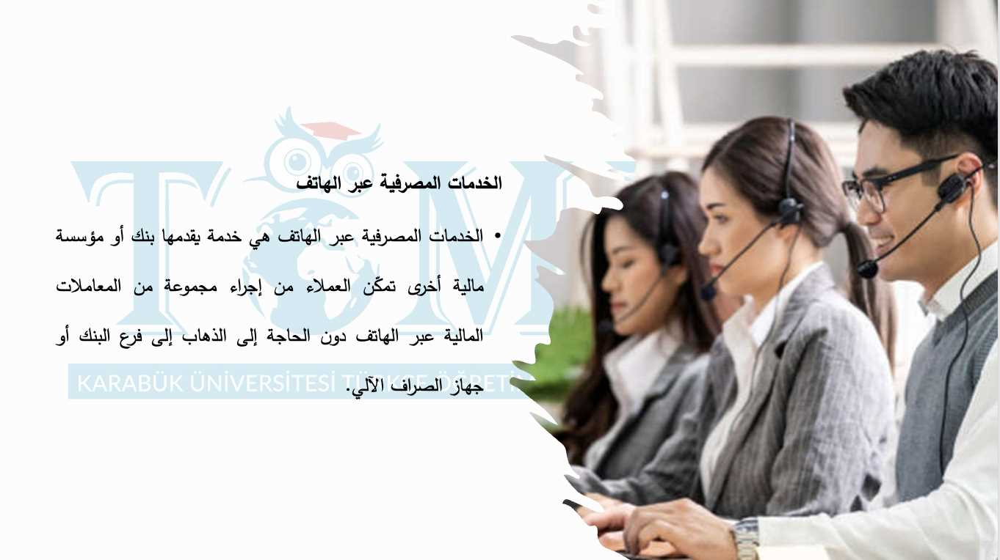 الخدمات المصرفية عبر الهاتف
• الخدمات المصرفية عبر الهاتف هي خدمة يقدمها بنك أو مؤسسة
مالية أخرى تمكّن العملاء من إجراء مجموعة من المعاملات
المالية عبر الهاتف دون الحاجة إلى الذهاب إلى فرع البنك أو
جهاز الصراف الآلي.
TÖM
KARABÜK ÜNİVERSİTESİ